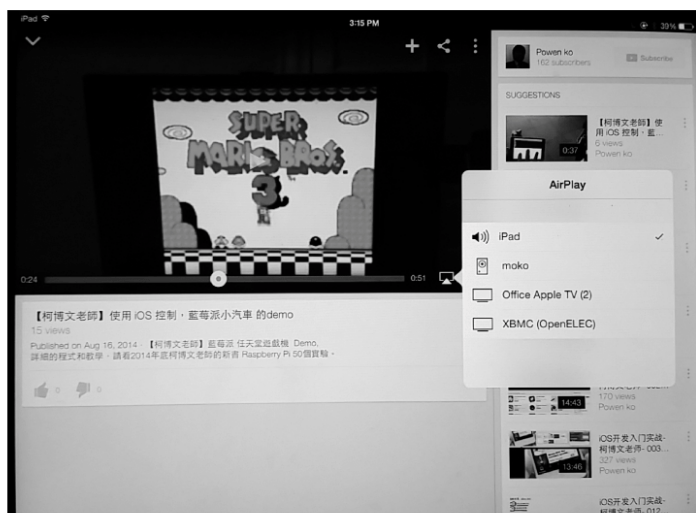 iPad
3:15 PM
39%
SUPER
MARIO BROS.
3
0:24
0:51
Powen ko
162 subscribers
Subscribe
SUGGESTIONS
【柯博文老師】使
用 iOS 控制,藍...
6 views
Powen ko
0:37
AirPlay
iPad
moko
Office Apple TV (2)
XBMC (OpenELEC)
【柯博文老師】使用 iOS 控制,藍莓派小汽車 的demo
15 views
Published on Aug 16, 2014 · 【柯博文老師】藍莓派 任天堂遊戲機 Demo,
詳細的程式和教學,請看2014年底柯博文老師的新書 Raspberry Pi 50個實驗。
0
0
14:43
170 views
Powen ko
iOS开发入门实战-
柯博文老师- 003...
327 views
Powen ko
13:46
iOS开发入门实战-
柯博文老师- 012